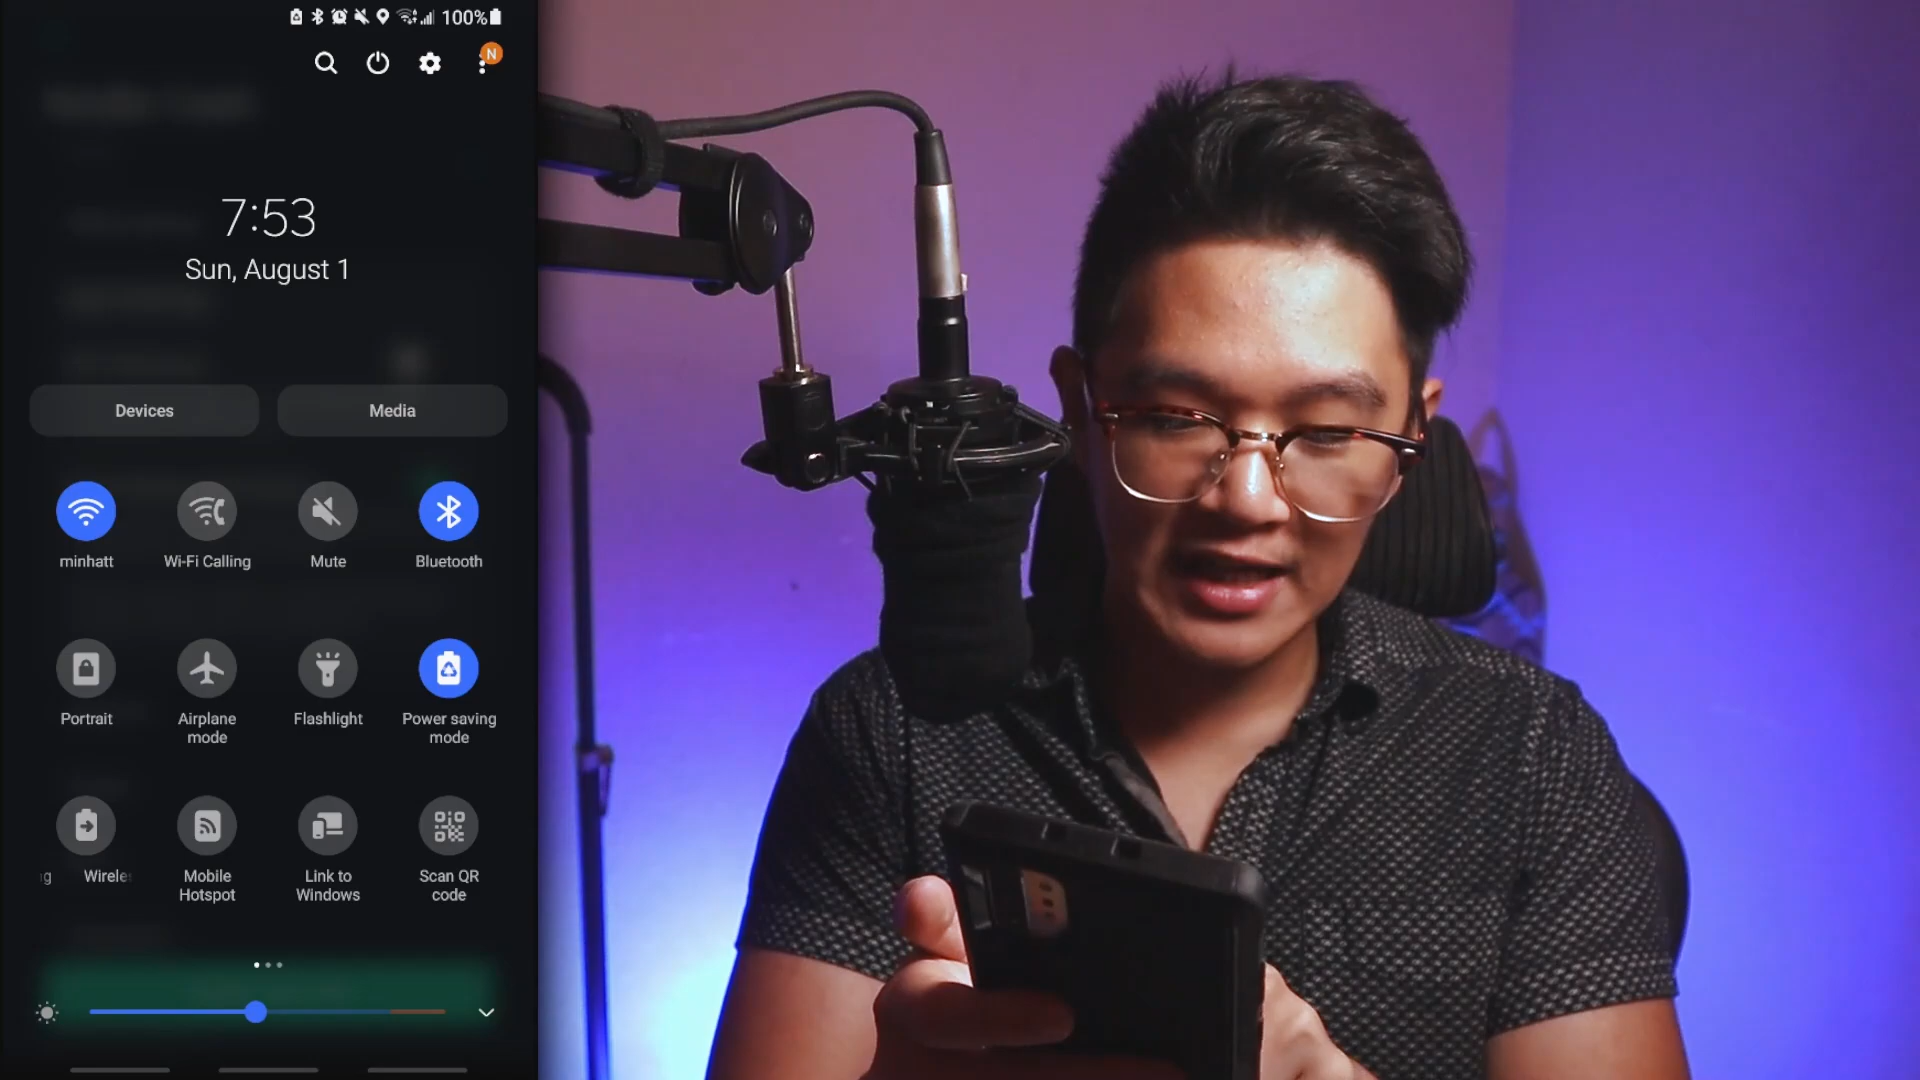 100%
N
7:53
Sun, August 1
Devices
Media
minhatt
Wi-Fi Calling
Mute
Bluetooth
Portrait
Airplane
mode
Flashlight
Power saving
mode
g Wireles
Mobile
Hotspot
Link to
Windows
Scan QR
code